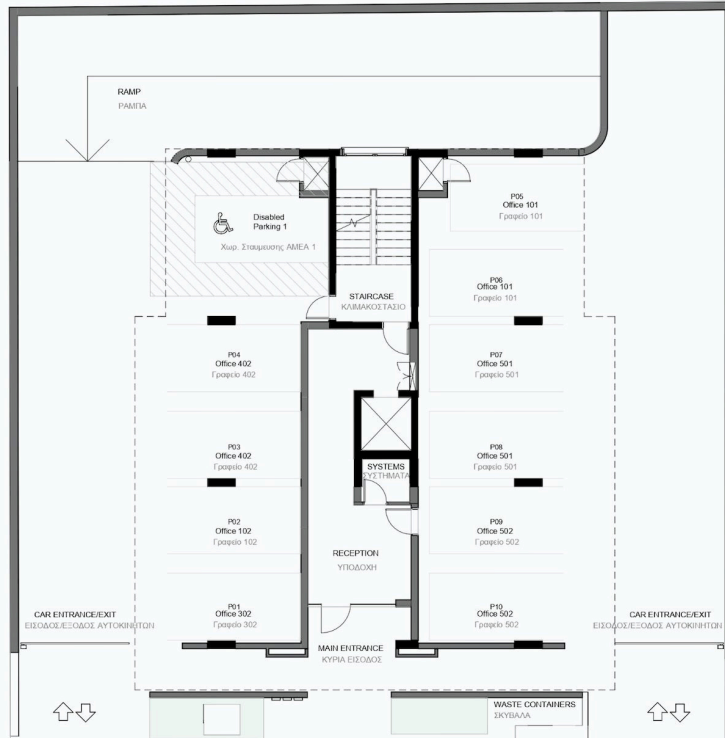 RAMP
ΡΑΜΠΑ
Disabled
Parking 1
Χωρ. Σταυμευσης ΑΜΕΑ 1
P05
Office 101
Γραφείο 101
P06
Office 101
Γραφείο 101
STAIRCASE
ΚΛΙΜΑΚΟΣΤΑΣΙΟ
P04
Office 402
Γραφείο 402
P07
Office 501
Γραφείο 501
P03
Office 402
Γραφείο 402
P08
Office 501
Γραφείο 501
SYSTEMS
ΣΥΣΤΗΜΑΤΑ
P02
Office 102
Γραφείο 102
P09
Office 502
Γραφείο 502
RECEPTION
ΥΠΟΔΟΧΗ
P01
Office 302
Γραφείο 302
P10
Office 502
Γραφείο 502
CAR ENTRANCE/EXIT
ΕΙΣΟΔΟΣ/ΕΞΟΔΟΣ ΑΥΤΟΚΙΝΗΤΩΝ
CAR ENTRANCE/EXIT
ΕΙΣΟΔΟΣ/ΕΞΟΔΟΣ ΑΥΤΟΚΙΝΗΤΩΝ
MAIN ENTRANCE
ΚΥΡΙΑ ΕΙΣΟΔΟΣ
WASTE CONTAINERS
ΣΚΥΒΑΛΑ